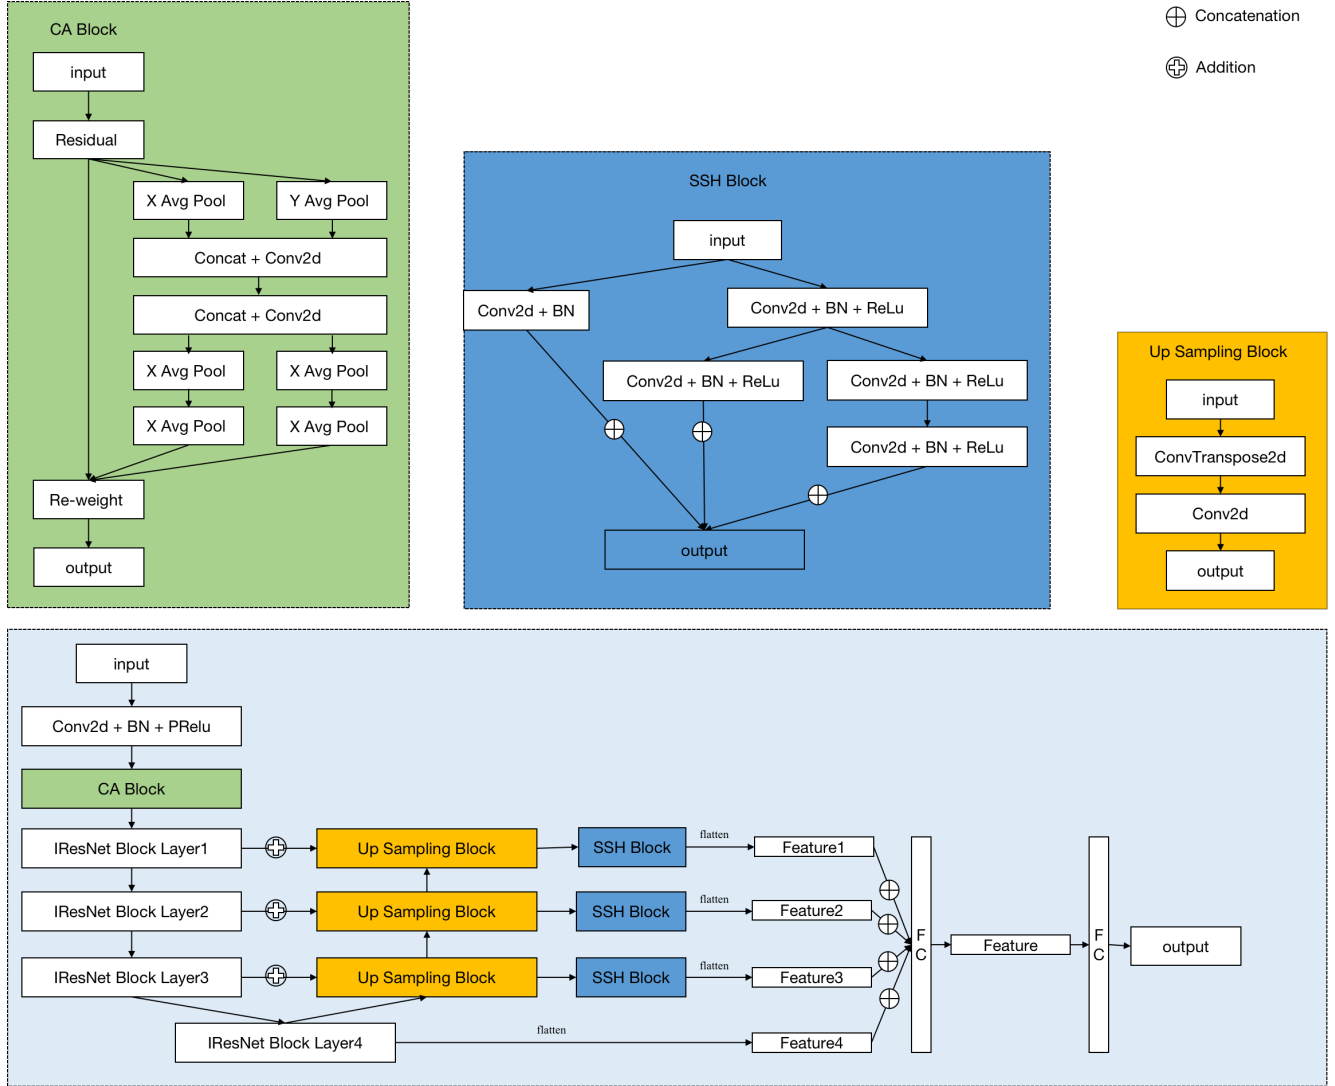 Concatenation
Addition
CA Block
input
Residual
X Avg Pool
Y Avg Pool
Concat + Conv2d
Concat + Conv2d
X Avg Pool
X Avg Pool
X Avg Pool
X Avg Pool
Re-weight
output
SSH Block
input
Conv2d + BN
Conv2d + BN + ReLu
Conv2d + BN + ReLu
Conv2d + BN + ReLu
Conv2d + BN + ReLu
output
Up Sampling Block
input
ConvTranspose2d
Conv2d
output
input
Conv2d + BN + PRelu
CA Block
IResNet Block Layer1
Up Sampling Block
SSH Block
flatten
Feature1
IResNet Block Layer2
Up Sampling Block
SSH Block
flatten
Feature2
IResNet Block Layer3
Up Sampling Block
SSH Block
flatten
Feature3
IResNet Block Layer4
flatten
Feature4
F
C
Feature
F
C
output